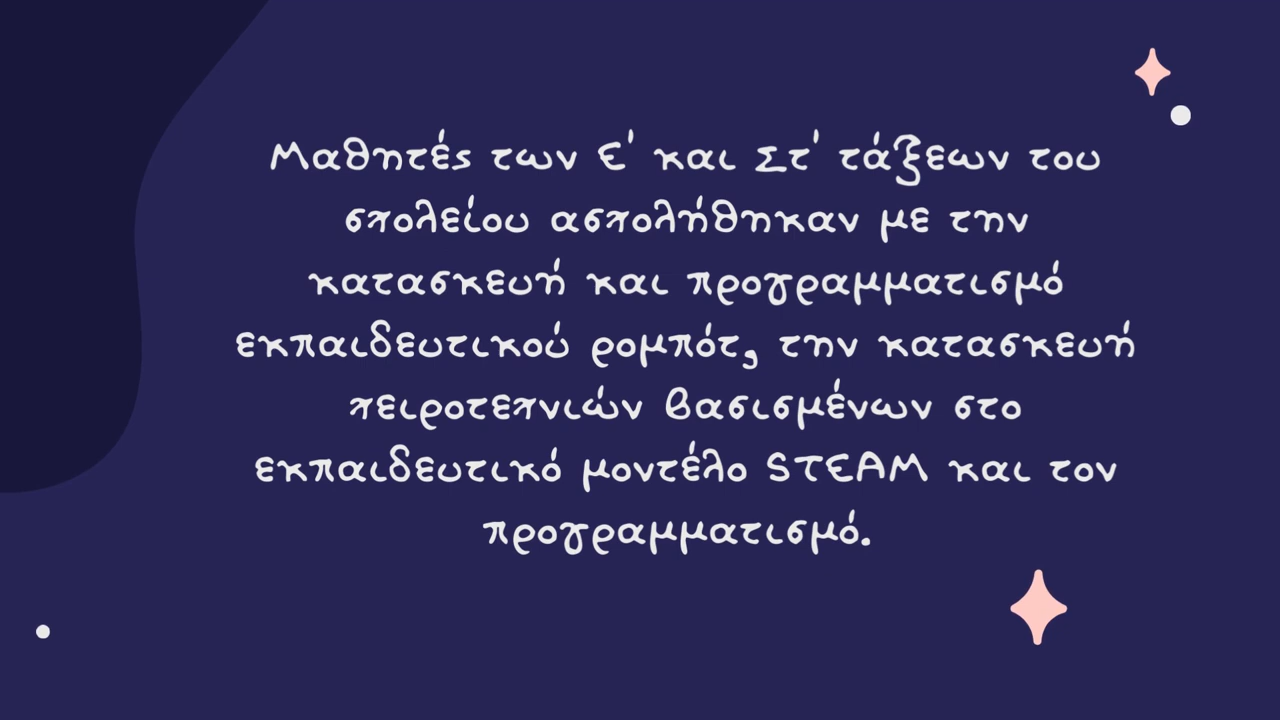 Μαθητές των Ε' και Στ' τάξεων του
σχολείου ασχολήθηκαν με την
κατασκευή και προγραμματισμό
εκπαιδευτικού ρομπότ, την κατασκευή
χειροτεχνιών βασισμένων στο
εκπαιδευτικό μοντέλο STEAM και τον
προγραμματισμό.